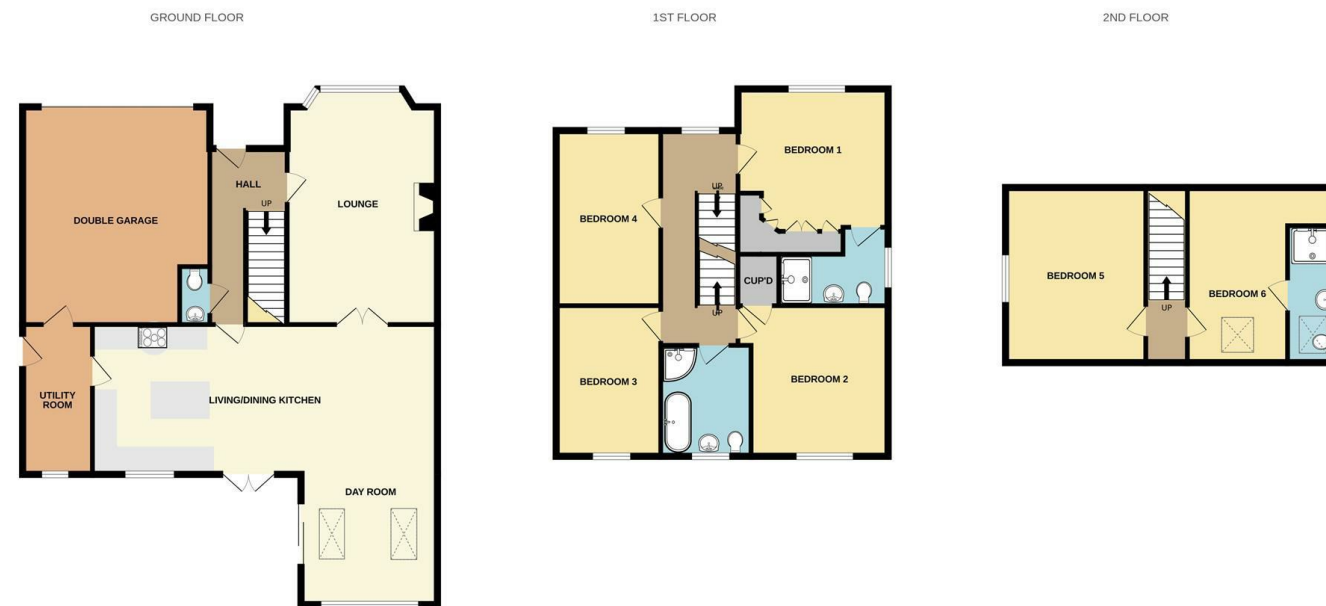 GROUND FLOOR
DOUBLE GARAGE
HALL
UP
LOUNGE
UTILITY
ROOM
LIVING/DINING KITCHEN
DAY ROOM
1ST FLOOR
BEDROOM 1
UP
BEDROOM 4
CUP'D
UP
BEDROOM 3
BEDROOM 2
2ND FLOOR
BEDROOM 5
BEDROOM 6
UP